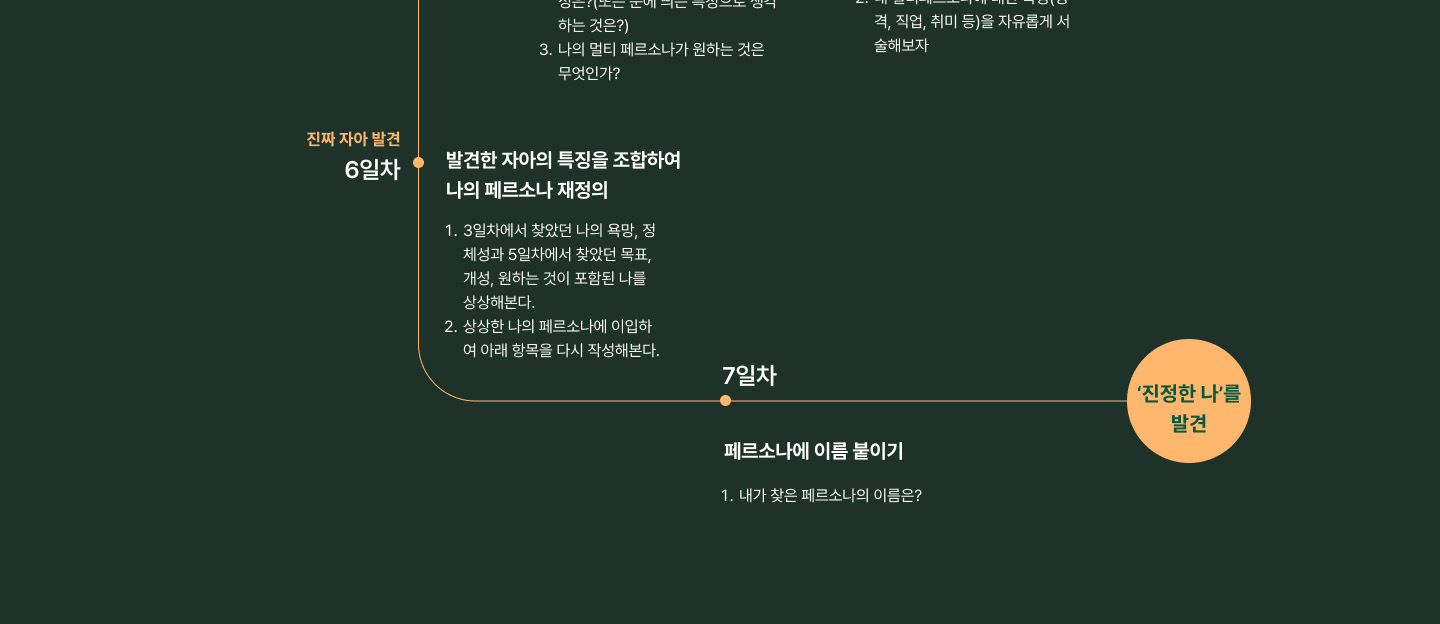 하는 것은?)
3. 나의 멀티 페르소나가 원하는 것은
무엇인가?
격, 직업, 취미 등)을 자유롭게 서
술해보자
진짜 자아 발견
6일차
발견한 자아의 특징을 조합하여
나의 페르소나 재정의
1. 3일차에서 찾았던 나의 욕망, 정
체성과 5일차에서 찾았던 목표,
개성, 원하는 것이 포함된 나를
상상해본다.
2. 상상한 나의 페르소나에 이입하
여 아래 항목을 다시 작성해본다.
7일차
페르소나에 이름 붙이기
1. 내가 찾은 페르소나의 이름은?
‘진정한 나’를
발견